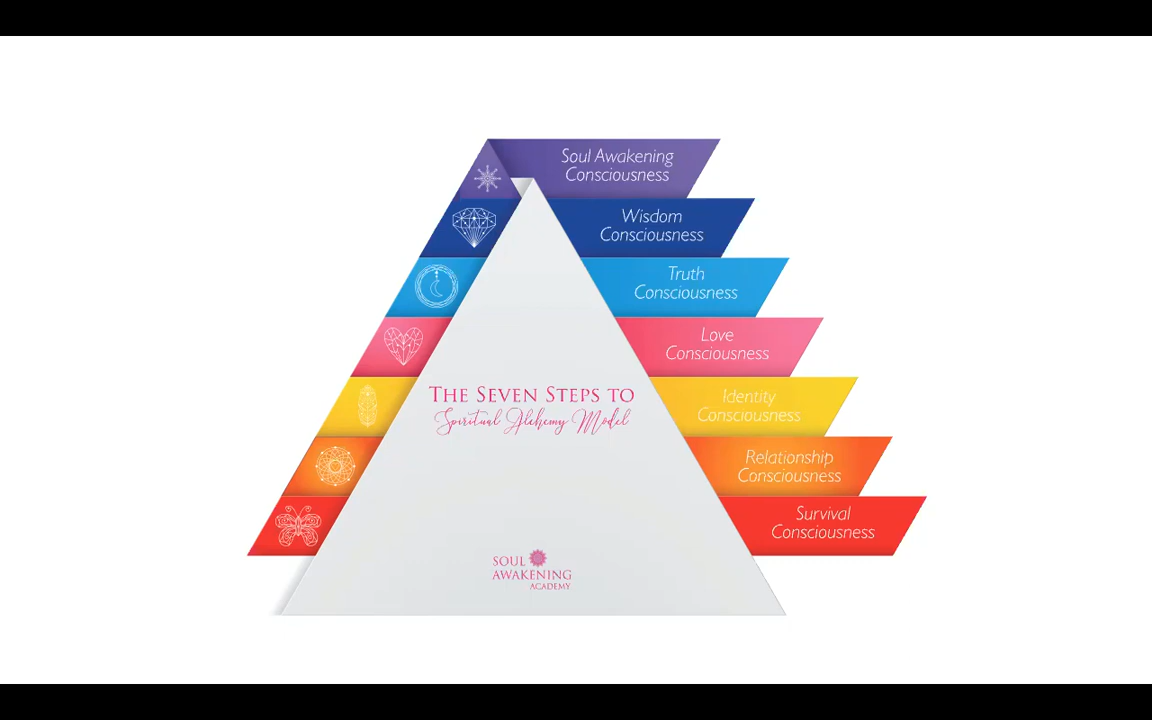 Soul Awakening
Consciousness
Wisdom
Consciousness
Truth
Consciousness
Love
Consciousness
Identity
Consciousness
Relationship
Consciousness
Survival
Consciousness
The Seven Steps to
Spiritual Alchemy Model
SOUL
AWAKENING
ACADEMY